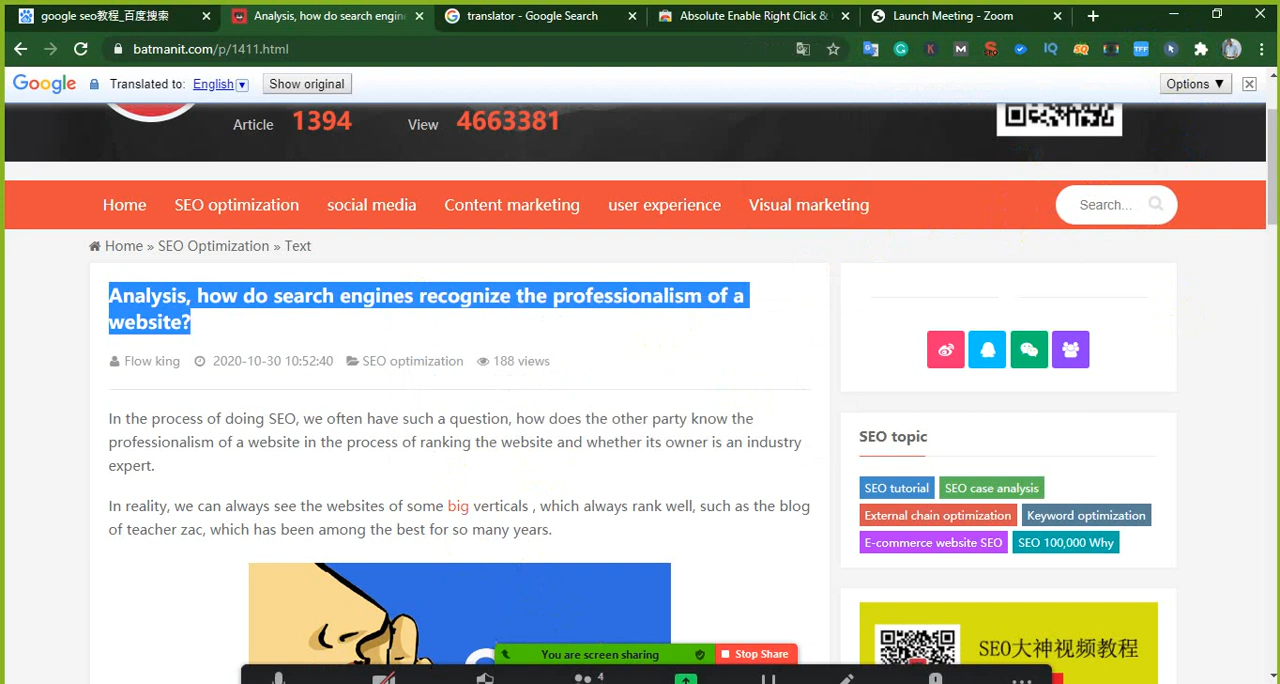 google seo教程_百度搜索
Analysis, how do search engine
translator - Google Search
Absolute Enable Right Click &
Launch Meeting - Zoom
batmanit.com/p/1411.html
Google Translated to: English Show original Options ▼
Article 1394 View 4663381
Home SEO optimization social media Content marketing user experience Visual marketing Search...
Home » SEO Optimization » Text
Analysis, how do search engines recognize the professionalism of a
website?
Flow king 2020-10-30 10:52:40 SEO optimization 188 views
In the process of doing SEO, we often have such a question, how does the other party know the
professionalism of a website in the process of ranking the website and whether its owner is an industry
expert.
In reality, we can always see the websites of some big verticals , which always rank well, such as the blog
of teacher zac, which has been among the best for so many years.
SEO topic
SEO tutorial SEO case analysis
External chain optimization Keyword optimization
E-commerce website SEO SEO 100,000 Why
SEO大神视频教程
You are screen sharing Stop Share
4